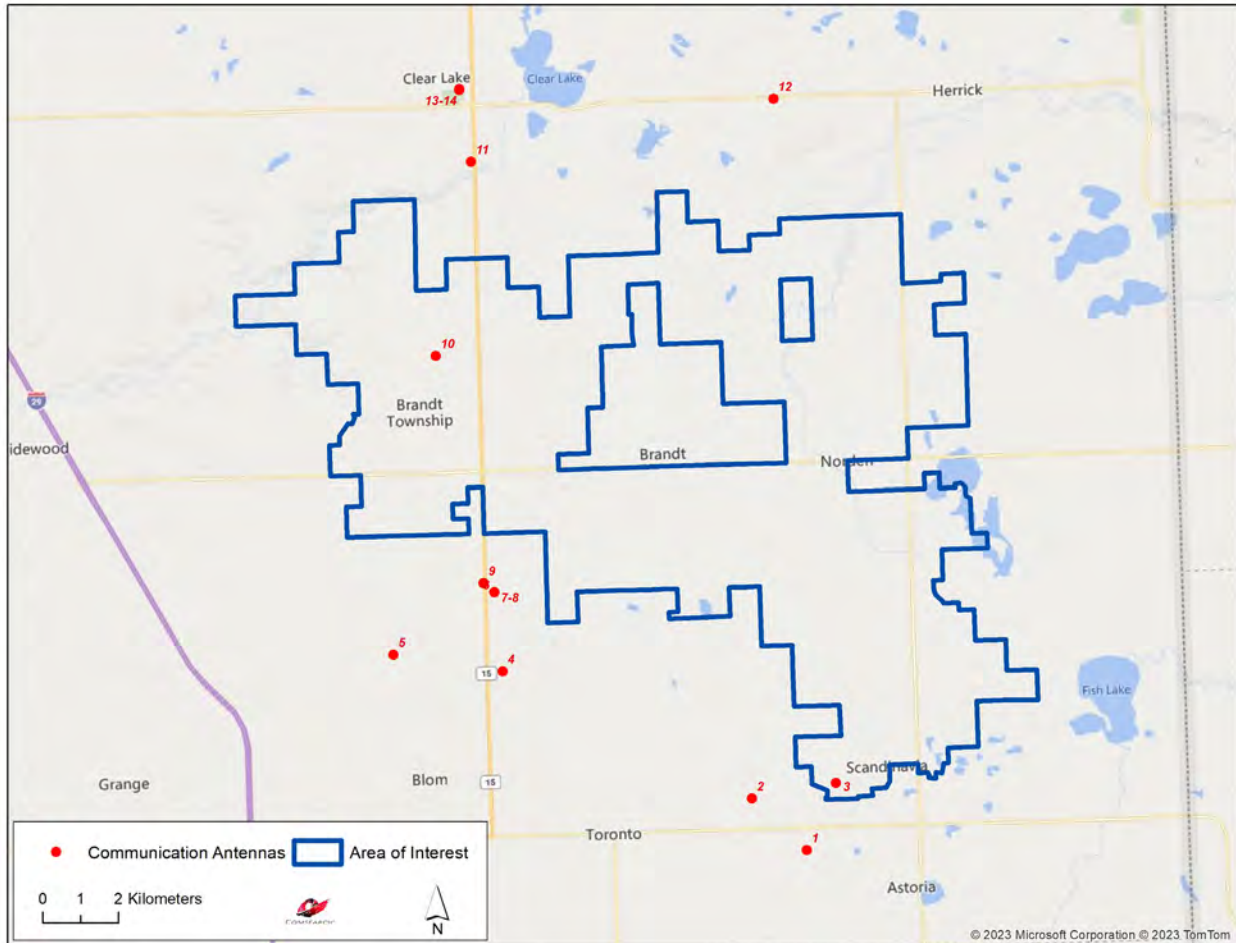 Clear Lake
Clear Lake
13-14
12
Herrick
11
10
Brandt
Township
29
idewood
Brandt
Norden
9
7-8
5
4
15
Fish Lake
Grange
Blom
15
Scandinavia
3
2
Toronto
1
Astoria
Communication Antennas
Area of Interest
0 1 2 Kilometers
COMSEARCH
N
© 2023 Microsoft Corporation © 2023 TomTom